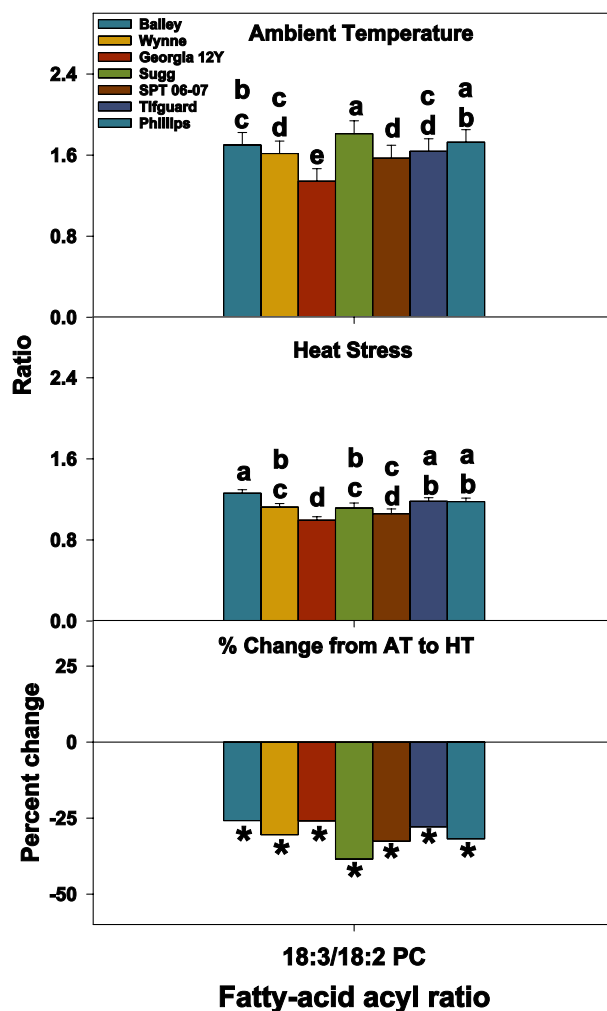 Bailey
Wynne
Georgia 12Y
Sugg
SPT 06-07
Tifguard
Phillips
Ambient Temperature
2.4
1.6
0.8
0.0
b c
c d
e
a
d
c d
a b
Ratio
Heat Stress
2.4
1.6
0.8
0.0
a
b c
d
b c
c d
a b
a b
% Change from AT to HT
Percent change
25
0
-25
-50
* * * * * * *
18:3/18:2 PC
Fatty-acid acyl ratio